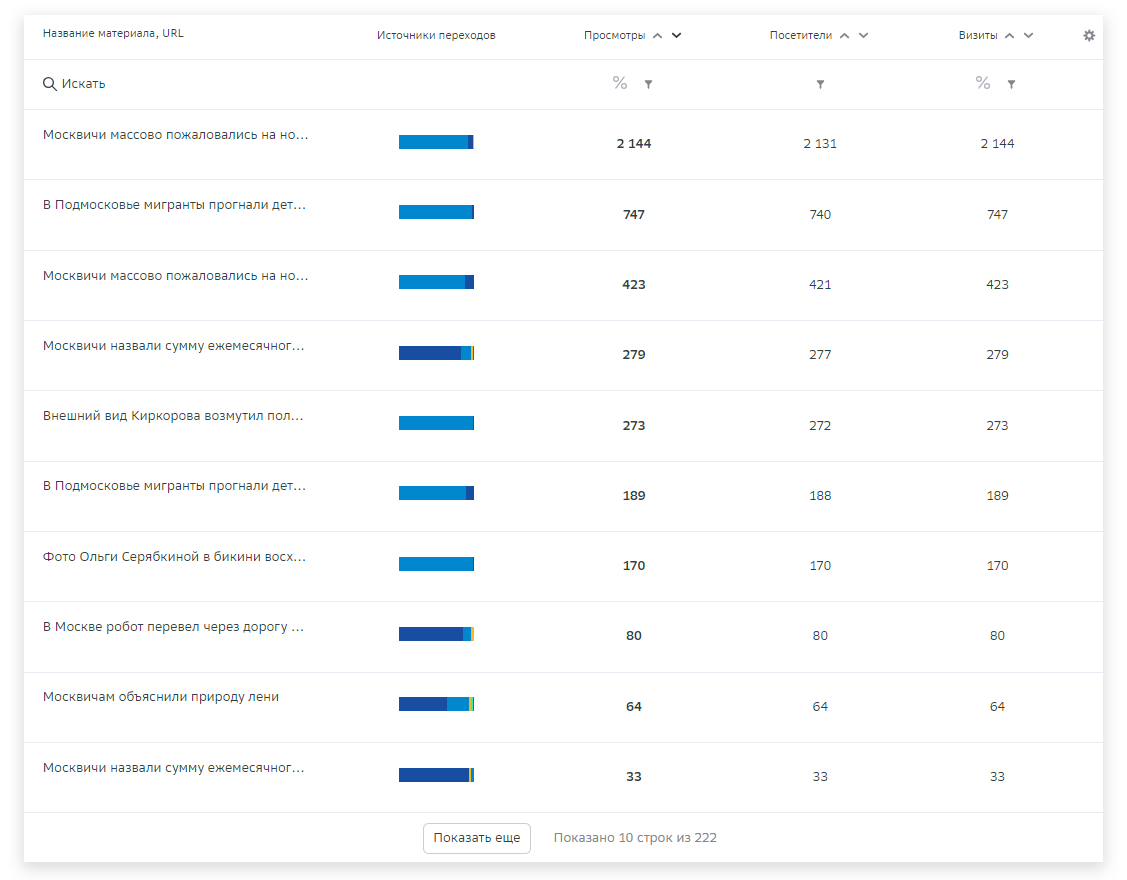 Название материала, URL Источники переходов Просмотры Посетители Визиты
Искать % %
Москвичи массово пожаловались на но... 2 144 2 131 2 144
В Подмосковье мигранты прогнали дет... 747 740 747
Москвичи массово пожаловались на но... 423 421 423
Москвичи назвали сумму ежемесячног... 279 277 279
Внешний вид Киркорова возмутил пол... 273 272 273
В Подмосковье мигранты прогнали дет... 189 188 189
Фото Ольги Серябкиной в бикини восх... 170 170 170
В Москве робот перевел через дорогу ... 80 80 80
Москвичам объяснили природу лени 64 64 64
Москвичи назвали сумму ежемесячног... 33 33 33
Показать еще Показано 10 строк из 222